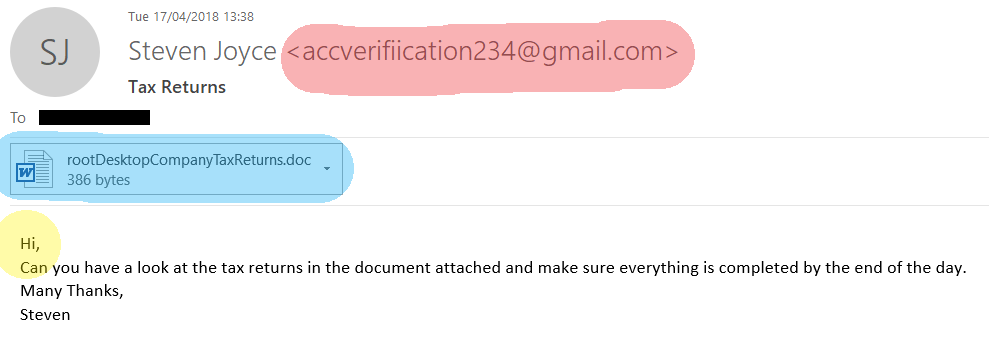 Tue 17/04/2018 13:38
SJ
Steven Joyce <accverifiication234@gmail.com>
Tax Returns
To
rootDesktopCompanyTaxReturns.doc
386 bytes
Hi,
Can you have a look at the tax returns in the document attached and make sure everything is completed by the end of the day.
Many Thanks,
Steven